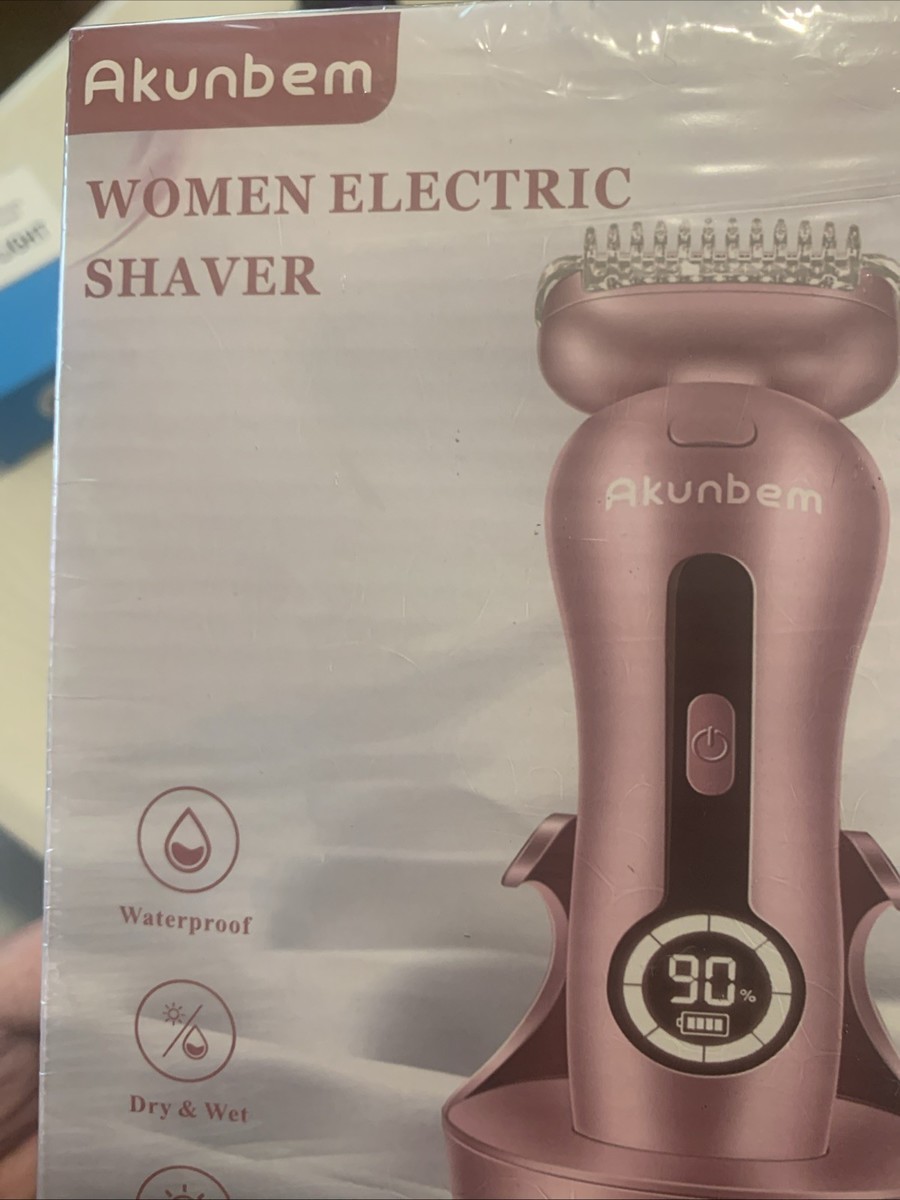 Akunbem
WOMEN ELECTRIC
SHAVER
Akunbem
90%
Waterproof
Dry & Wet